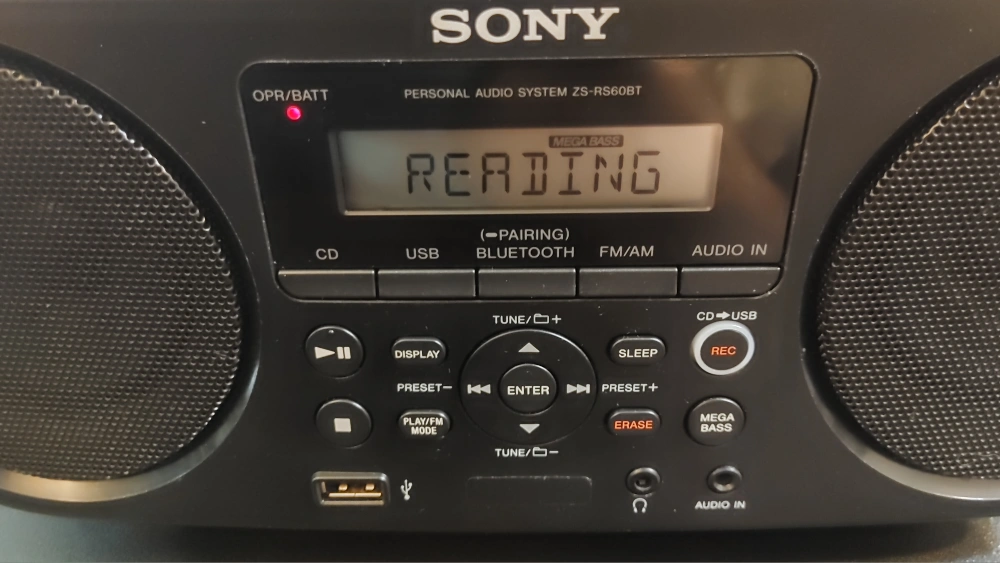 SONY
OPR/BATT
PERSONAL AUDIO SYSTEM ZS-RS60BT
MEGA BASS
READING
(PAIRING)
CD USB BLUETOOTH FM/AM AUDIO IN
TUNE/ + CD➡USB
DISPLAY SLEEP REC
PRESET− ENTER PRESET+
PLAY/FM MODE ERASE MEGA BASS
TUNE/ −
AUDIO IN